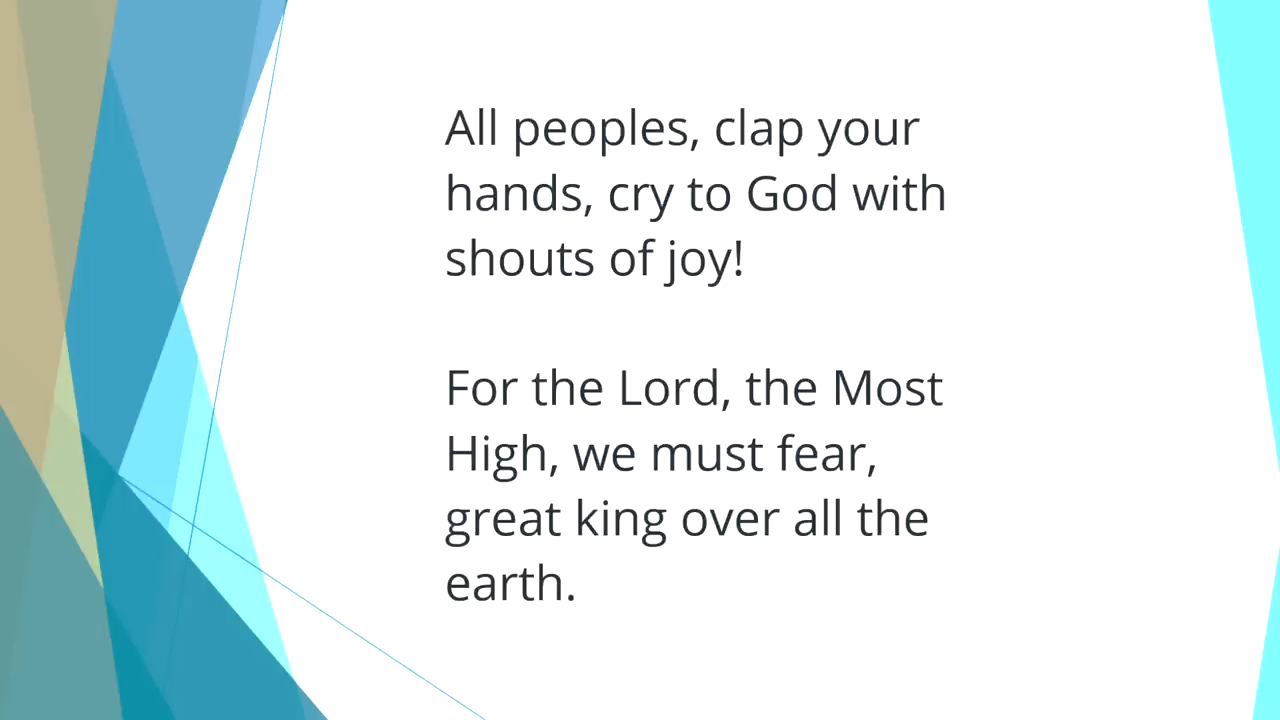 All peoples, clap your
hands, cry to God with
shouts of joy!
For the Lord, the Most
High, we must fear,
great king over all the
earth.